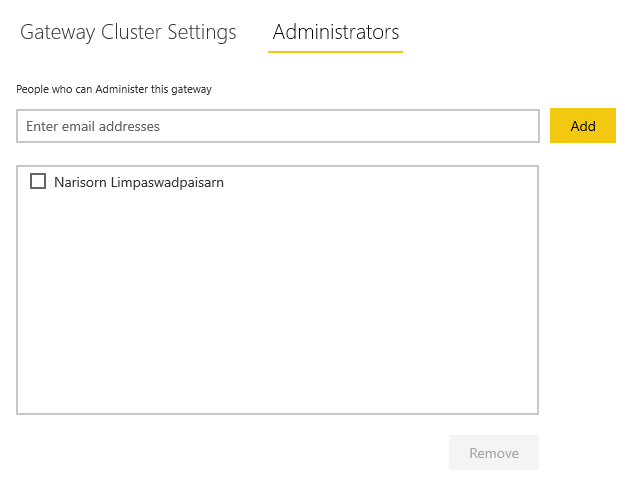 Gateway Cluster Settings Administrators
People who can Administer this gateway
Enter email addresses Add
Narisorn Limpaswadpaisarn
Remove